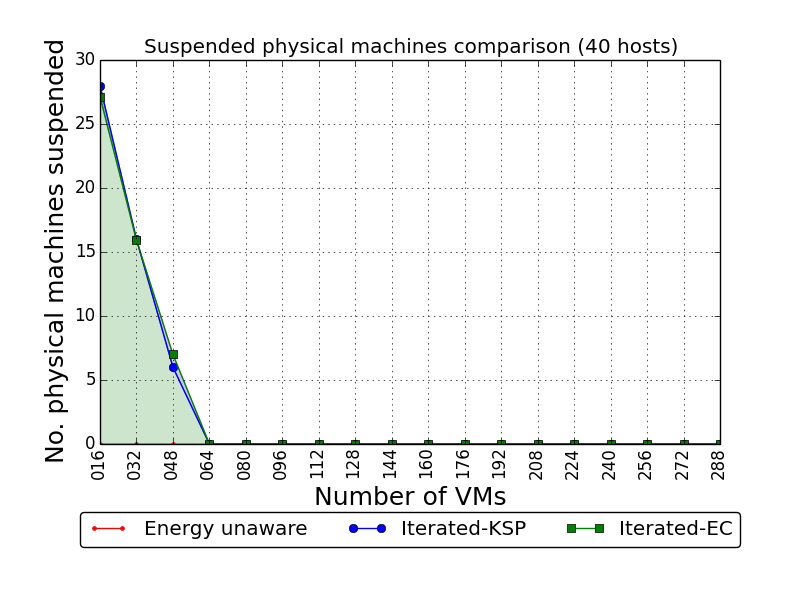 Suspended physical machines comparison (40 hosts)
No. physical machines suspended
30
25
20
15
10
5
0
016 032 048 064 080 096 112 128 144 160 176 192 208 224 240 256 272 288
Number of VMs
Energy unaware Iterated-KSP Iterated-EC